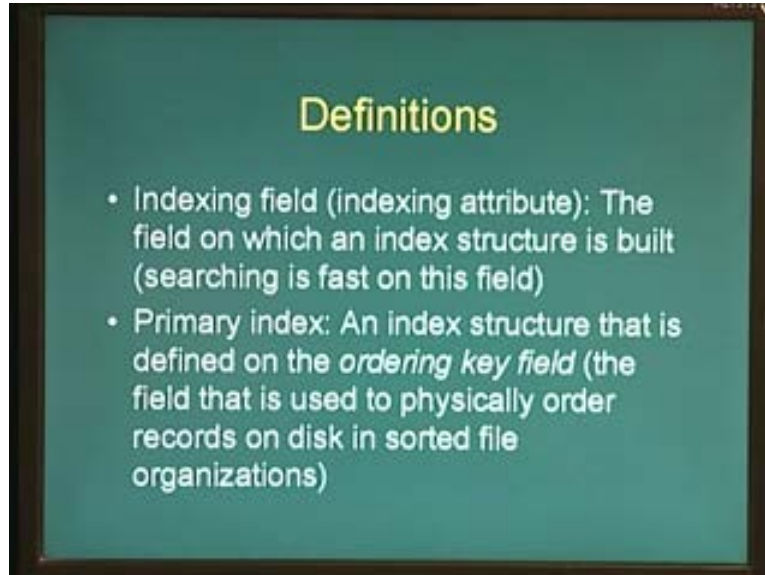 Definitions
• Indexing field (indexing attribute): The
field on which an index structure is built
(searching is fast on this field)
• Primary index: An index structure that is
defined on the ordering key field (the
field that is used to physically order
records on disk in sorted file
organizations)